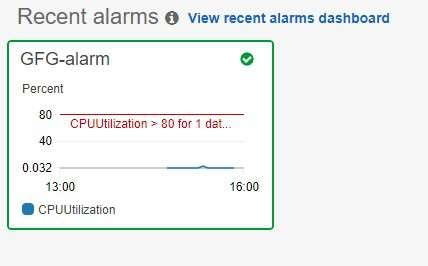 Recent alarms View recent alarms dashboard
GFG-alarm
Percent
80
CPUUtilization > 80 for 1 dat...
40
0.032
13:00 16:00
CPUUtilization